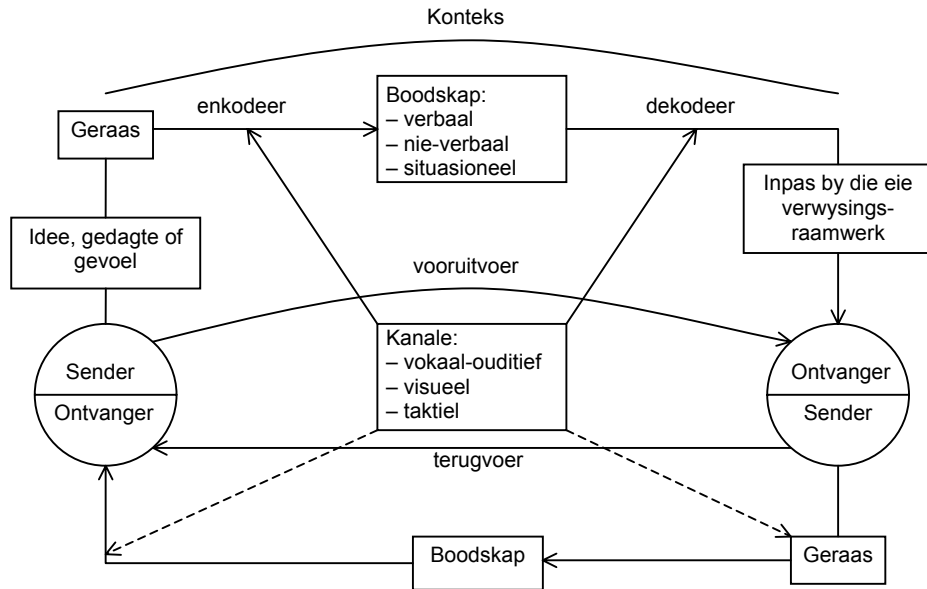 Konteks
enkodeer
Boodskap:
– verbaal
– nie-verbaal
– situasioneel
dekodeer
Geraas
Idee, gedagte of
gevoel
Inpas by die eie
verwysings-
raamwerk
vooruitvoer
Sender
Ontvanger
Kanale:
– vokaal-ouditief
– visueel
– taktiel
Ontvanger
Sender
terugvoer
Boodskap
Geraas